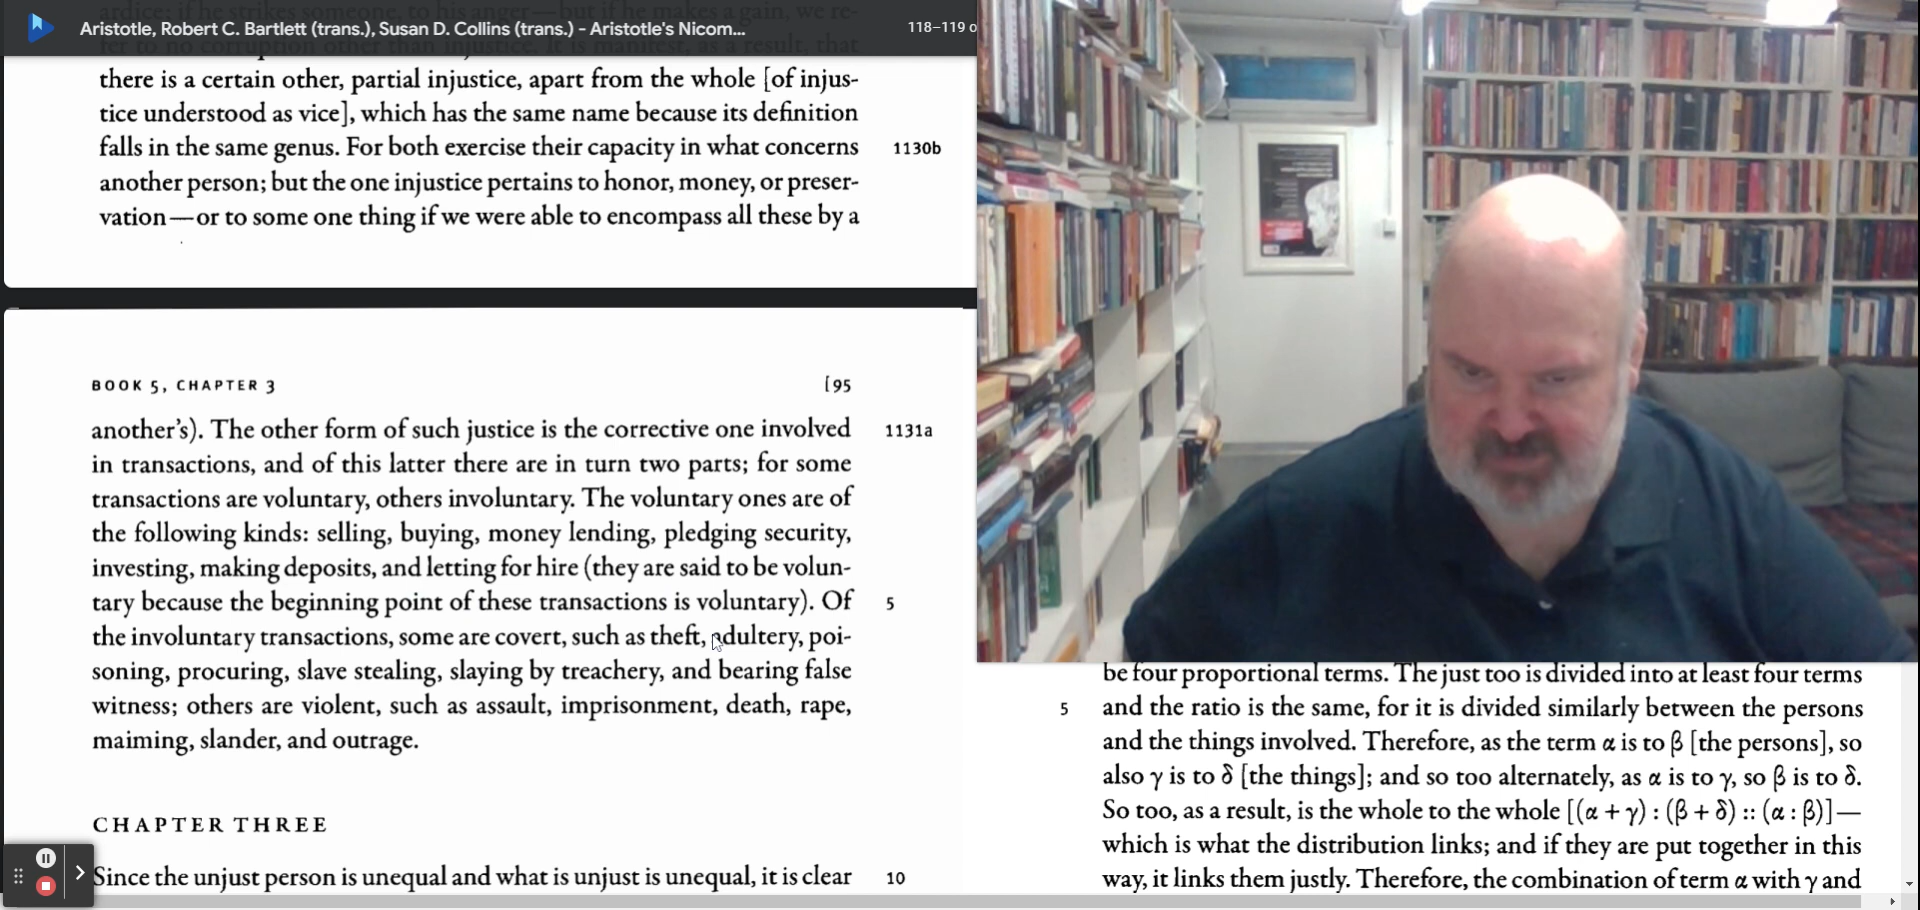 Aristotle, Robert C. Bartlett (trans.), Susan D. Collins (trans.) - Aristotle's Nicom...
118–119 o
there is a certain other, partial injustice, apart from the whole [of injus-
tice understood as vice], which has the same name because its definition
falls in the same genus. For both exercise their capacity in what concerns 1130b
another person; but the one injustice pertains to honor, money, or preser-
vation—or to some one thing if we were able to encompass all these by a
BOOK 5, CHAPTER 3 [95
another's). The other form of such justice is the corrective one involved 1131a
in transactions, and of this latter there are in turn two parts; for some
transactions are voluntary, others involuntary. The voluntary ones are of
the following kinds: selling, buying, money lending, pledging security,
investing, making deposits, and letting for hire (they are said to be volun-
tary because the beginning point of these transactions is voluntary). Of 5
the involuntary transactions, some are covert, such as theft, adultery, poi-
soning, procuring, slave stealing, slaying by treachery, and bearing false
witness; others are violent, such as assault, imprisonment, death, rape,
maiming, slander, and outrage.
CHAPTER THREE
Since the unjust person is unequal and what is unjust is unequal, it is clear 10
be four proportional terms. The just too is divided into at least four terms
5 and the ratio is the same, for it is divided similarly between the persons
and the things involved. Therefore, as the term α is to β [the persons], so
also γ is to δ [the things]; and so too alternately, as α is to γ, so β is to δ.
So too, as a result, is the whole to the whole [(α + γ) : (β + δ) :: (α : β)]—
which is what the distribution links; and if they are put together in this
way, it links them justly. Therefore, the combination of term α with γ and